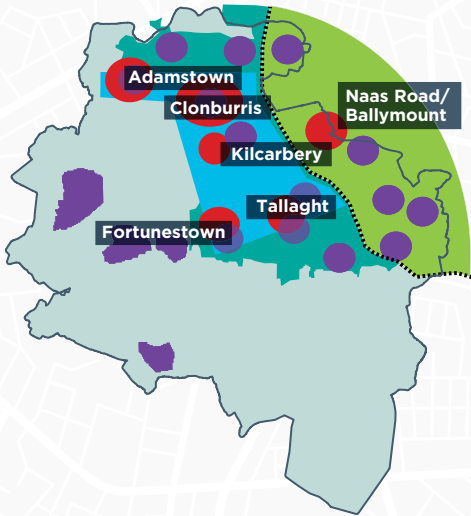 Adamstown
Clonburris
Naas Road/
Ballymount
Kilcarbery
Tallaght
Fortunestown